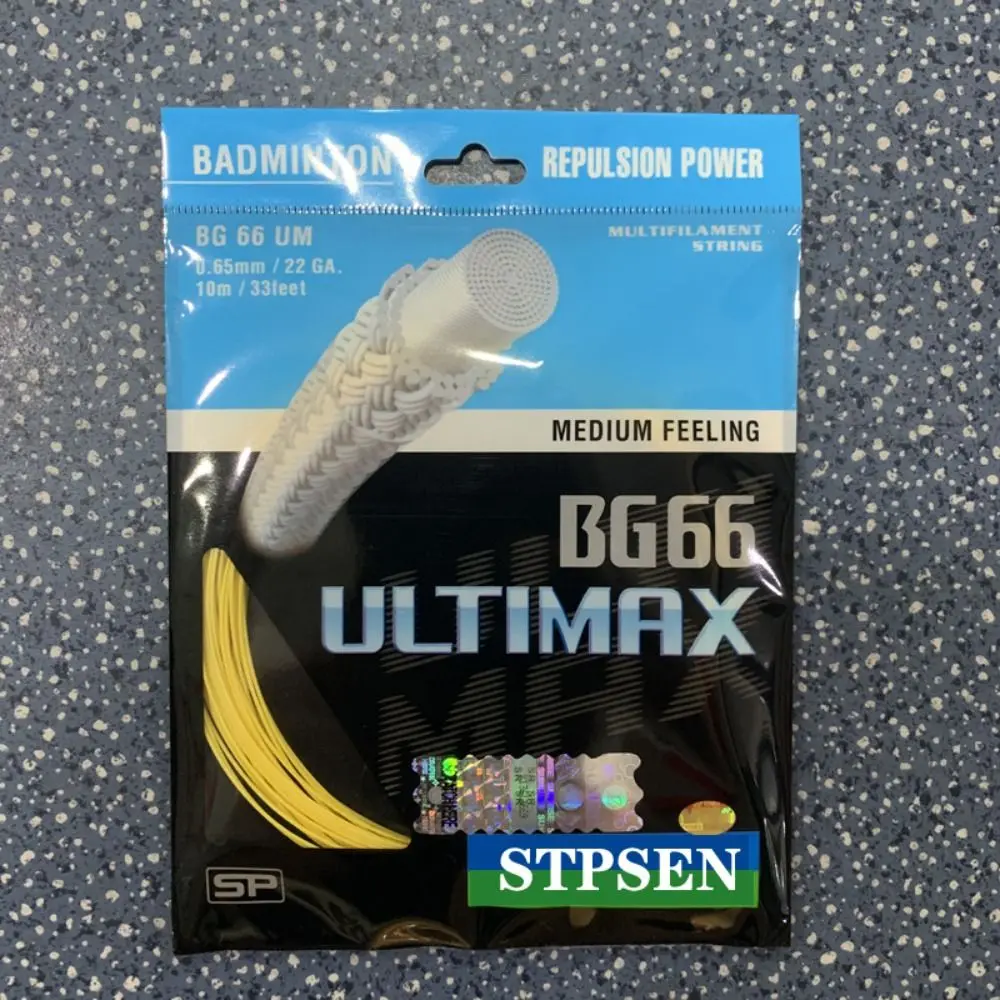 BADMINTON
REPULSION POWER
BG 66 UM
0.65mm / 22 GA.
10m / 33feet
MULTIFILAMENT
STRING
MEDIUM FEELING
BG66
ULTIMAX
SP
STPSEN